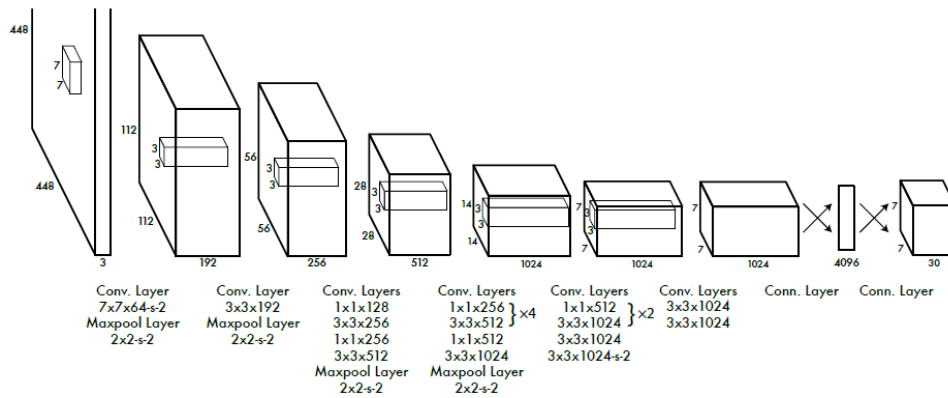 448
7
7
448
3
112
3
3
112
192
56
3
3
56
256
28
3
3
28
512
14
3
3
14
1024
7
3
3
7
1024
7
7
1024
4096
7
7
30
Conv. Layer
7x7x64-s-2
Maxpool Layer
2x2-s-2
Conv. Layer
3x3x192
Maxpool Layer
2x2-s-2
Conv. Layers
1x1x128
3x3x256
1x1x256
3x3x512
Maxpool Layer
2x2-s-2
Conv. Layers
1x1x256
3x3x512 }×4
1x1x512
3x3x1024
Maxpool Layer
2x2-s-2
Conv. Layers
1x1x512
3x3x1024 }×2
3x3x1024
3x3x1024-s-2
Conv. Layers
3x3x1024
3x3x1024
Conn. Layer
Conn. Layer